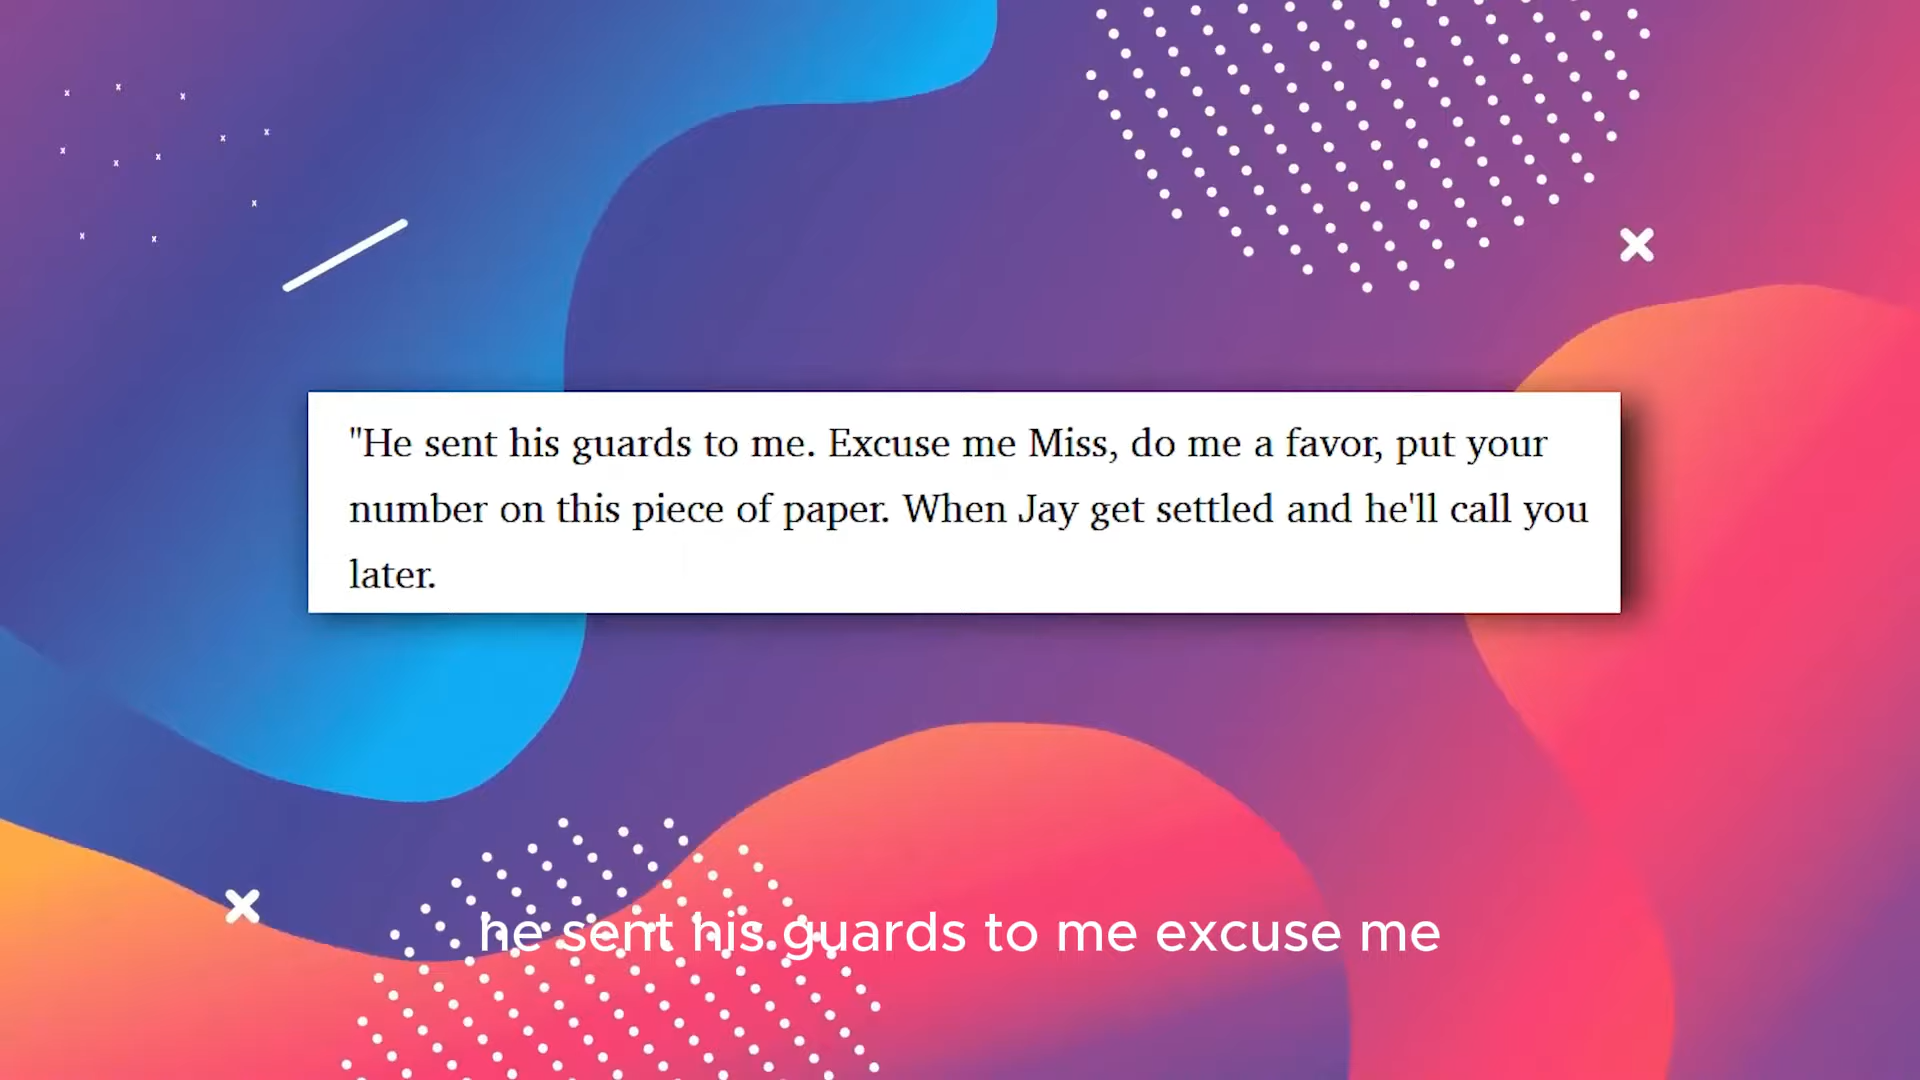 "He sent his guards to me. Excuse me Miss, do me a favor, put your
number on this piece of paper. When Jay get settled and he'll call you
later.
he sent his guards to me excuse me